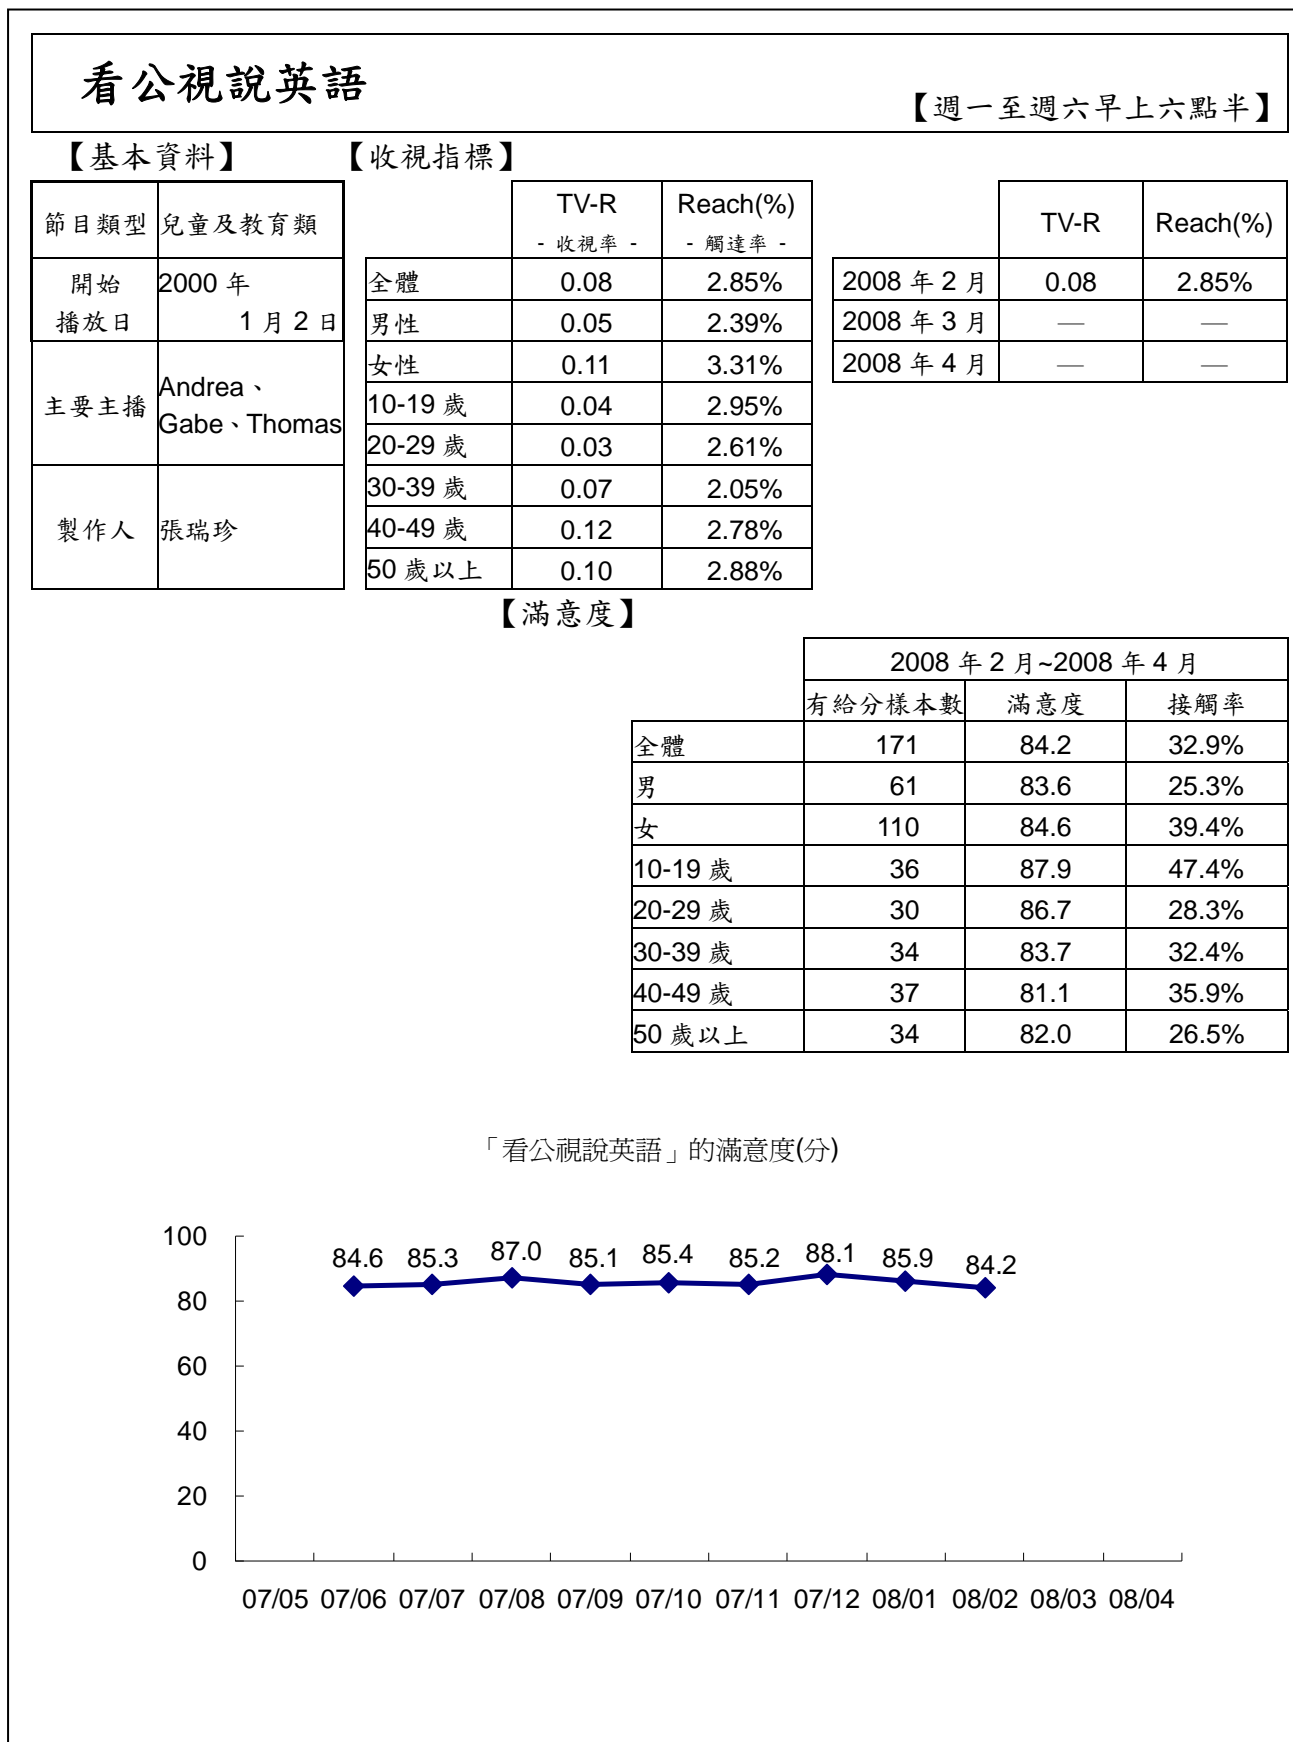 看公視說英語
【週一至週六早上六點半】
【基本資料】 【收視指標】
節目類型 兒童及教育類
開始播放日 2000 年 1 月 2 日
主要主播 Andrea、Gabe、Thomas
製作人 張瑞珍
TV-R Reach(%)
- 收視率 - - 觸達率 -
全體 0.08 2.85%
男性 0.05 2.39%
女性 0.11 3.31%
10-19 歲 0.04 2.95%
20-29 歲 0.03 2.61%
30-39 歲 0.07 2.05%
40-49 歲 0.12 2.78%
50 歲以上 0.10 2.88%
TV-R Reach(%)
2008 年 2 月 0.08 2.85%
2008 年 3 月 — —
2008 年 4 月 — —
【滿意度】
2008 年 2 月~2008 年 4 月
有給分樣本數 滿意度 接觸率
全體 171 84.2 32.9%
男 61 83.6 25.3%
女 110 84.6 39.4%
10-19 歲 36 87.9 47.4%
20-29 歲 30 86.7 28.3%
30-39 歲 34 83.7 32.4%
40-49 歲 37 81.1 35.9%
50 歲以上 34 82.0 26.5%
「看公視說英語」的滿意度(分)
100
80
60
40
20
0
84.6 85.3 87.0 85.1 85.4 85.2 88.1 85.9 84.2
07/05 07/06 07/07 07/08 07/09 07/10 07/11 07/12 08/01 08/02 08/03 08/04